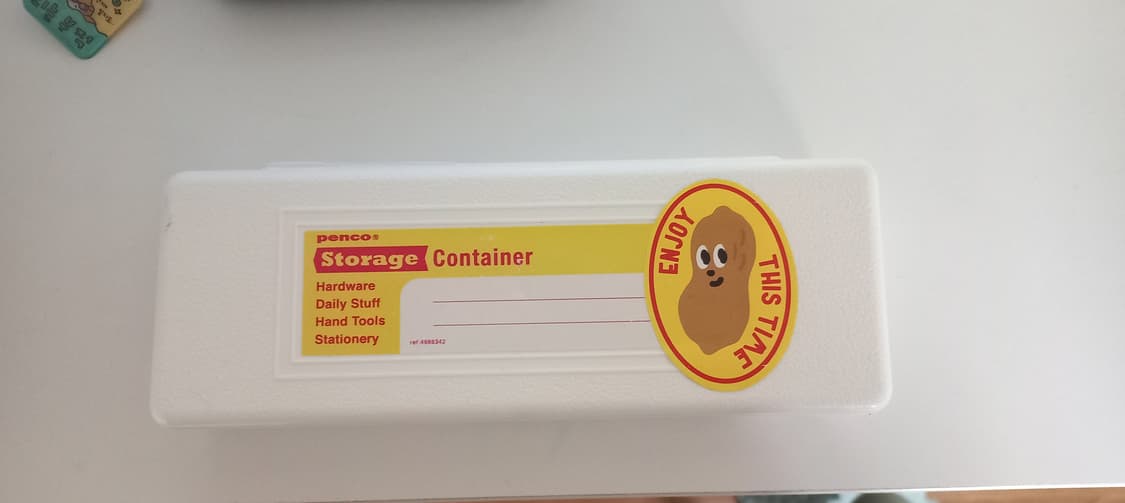 penco®
Storage Container
Hardware
Daily Stuff
Hand Tools
Stationery
ENJOY
THIS TIME